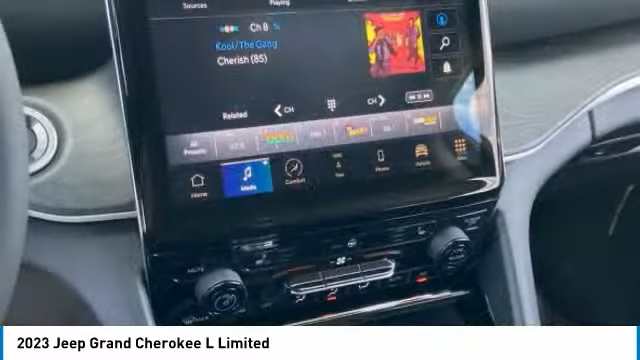 Sources
Playing
Ch 8
Kool/The Gang
Cherish (85)
Related
CH
CH
All
Presets
Home
Media
Comfort
Phone
Vehicle
2023 Jeep Grand Cherokee L Limited